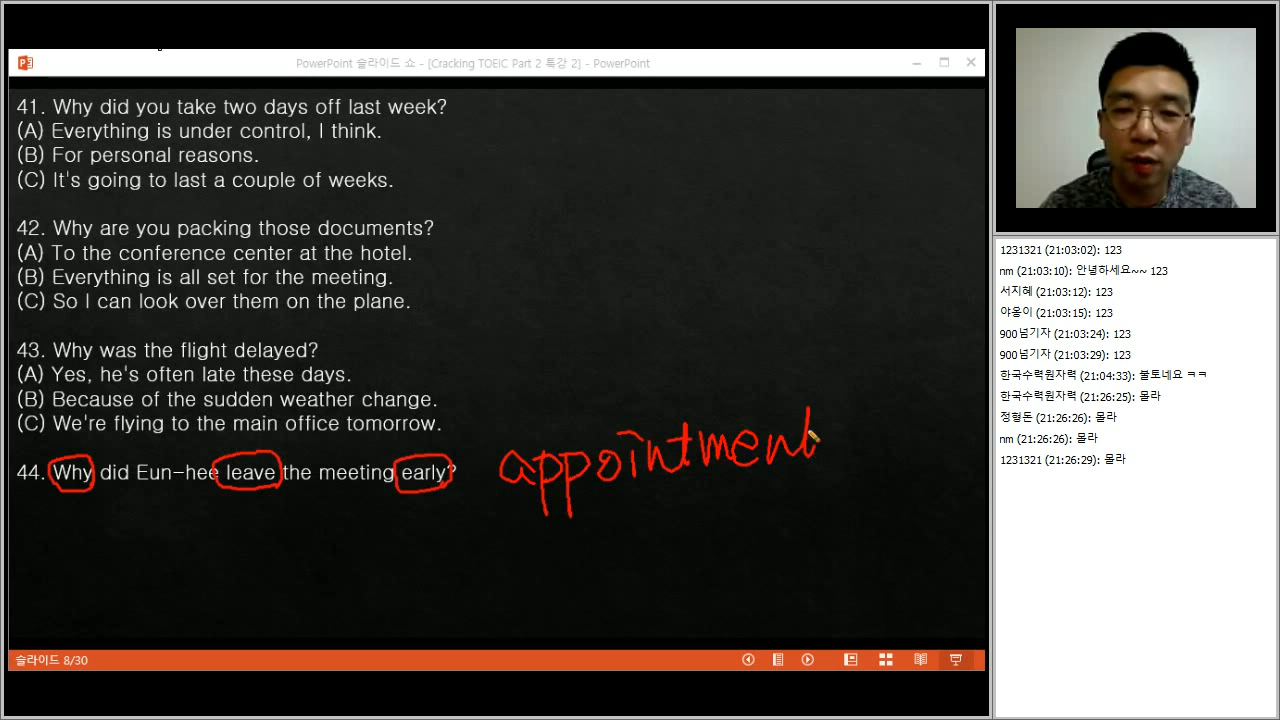 PowerPoint 슬라이드 쇼 - [Cracking TOEIC Part 2 특강 2] - PowerPoint
41. Why did you take two days off last week?
(A) Everything is under control, I think.
(B) For personal reasons.
(C) It's going to last a couple of weeks.
42. Why are you packing those documents?
(A) To the conference center at the hotel.
(B) Everything is all set for the meeting.
(C) So I can look over them on the plane.
43. Why was the flight delayed?
(A) Yes, he's often late these days.
(B) Because of the sudden weather change.
(C) We're flying to the main office tomorrow.
44. Why did Eun-hee leave the meeting early?
appointment
슬라이드 8/30
1231321 (21:03:02): 123
nm (21:03:10): 안녕하세요~~ 123
서지혜 (21:03:12): 123
야옹이 (21:03:15): 123
900넘기자 (21:03:24): 123
900넘기자 (21:03:29): 123
한국수력원자력 (21:04:33): 불토네요 ㅋㅋ
한국수력원자력 (21:26:25): 몰라
정형돈 (21:26:26): 몰라
nm (21:26:26): 몰라
1231321 (21:26:29): 몰라